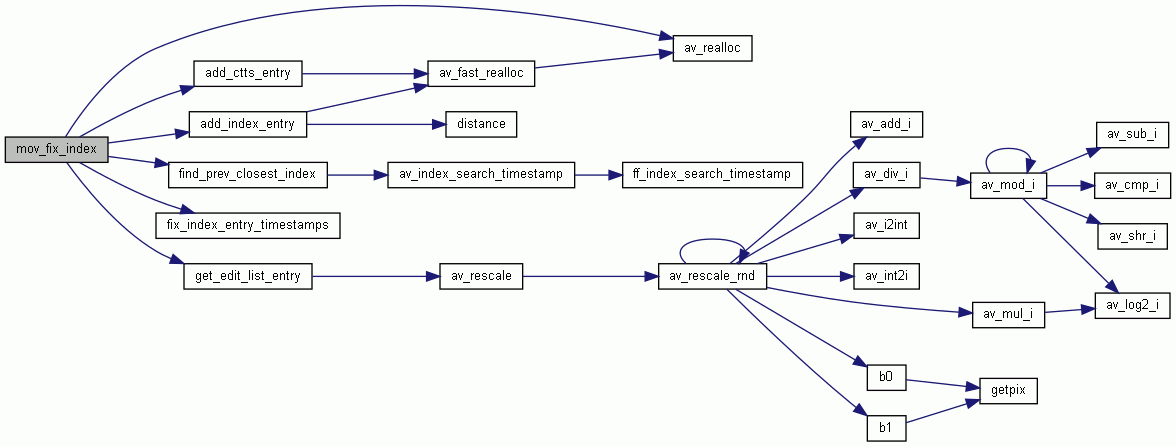 mov_fix_index
add_ctts_entry
add_index_entry
find_prev_closest_index
fix_index_entry_timestamps
get_edit_list_entry
av_fast_realloc
distance
av_index_search_timestamp
av_rescale
av_realloc
ff_index_search_timestamp
av_rescale_rnd
av_add_i
av_div_i
av_i2int
av_int2i
av_mul_i
b0
b1
av_mod_i
getpix
av_sub_i
av_cmp_i
av_shr_i
av_log2_i